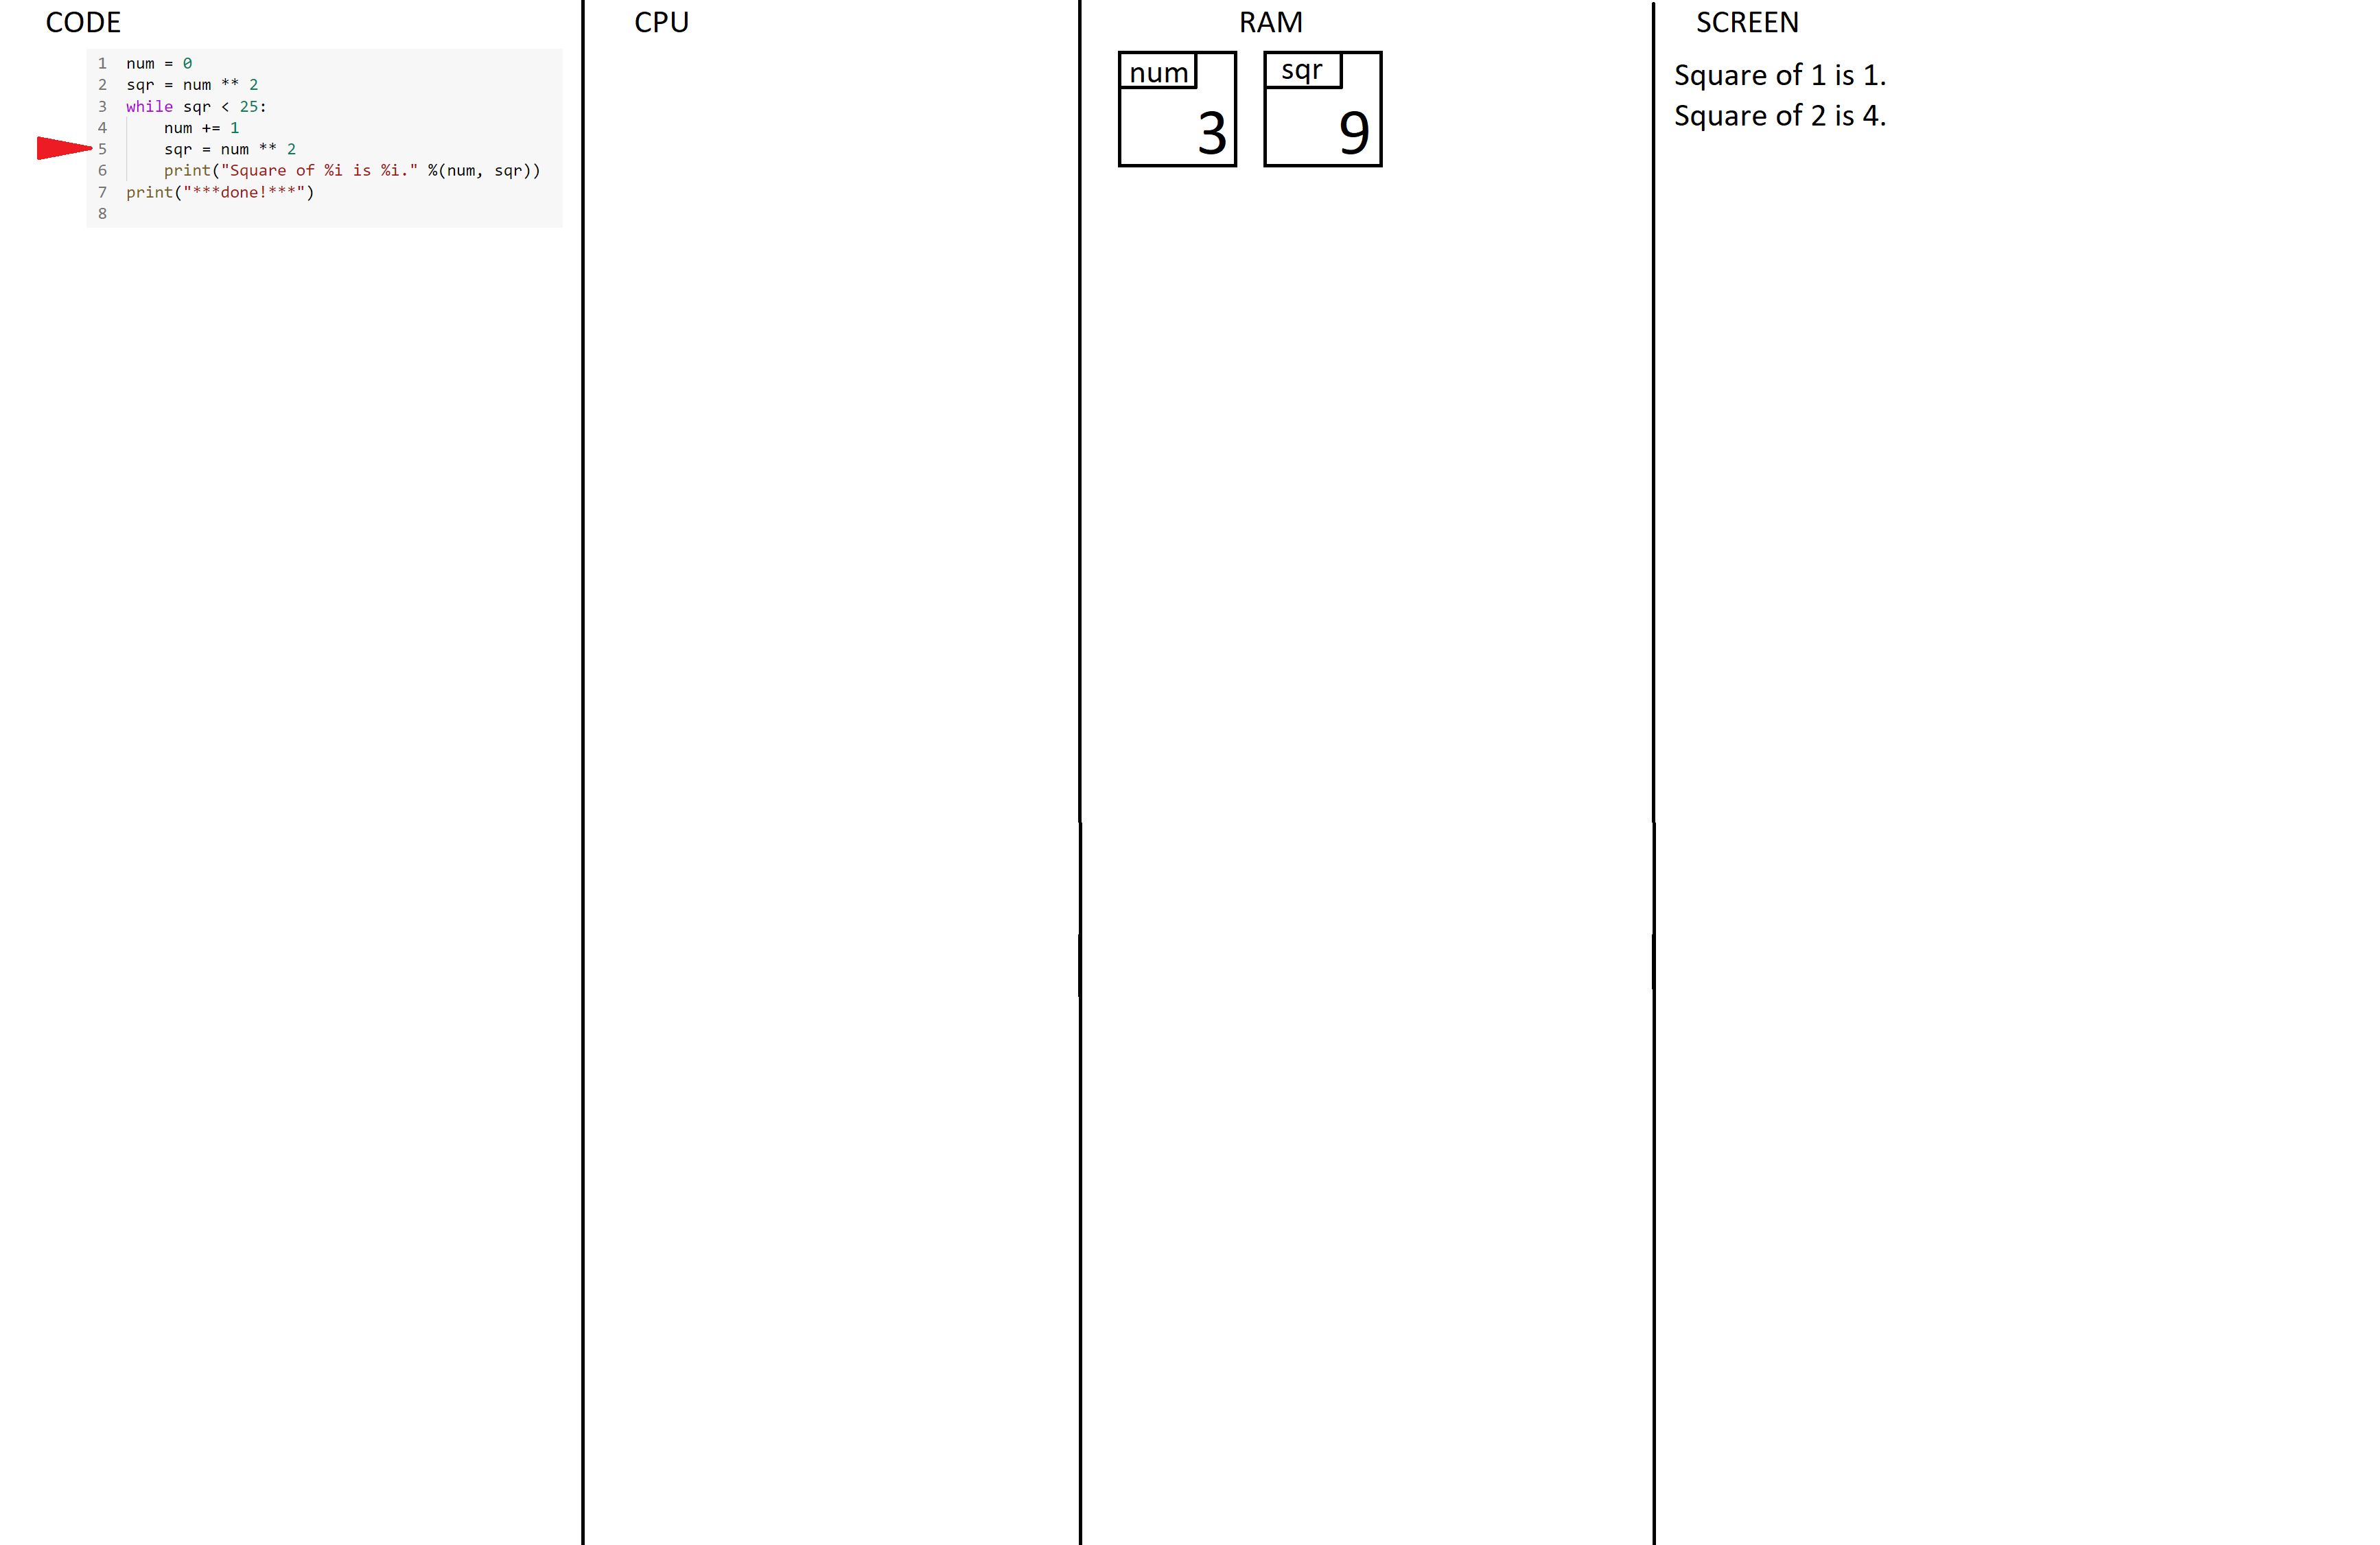 CODE
1 num = 0
2 sqr = num ** 2
3 while sqr < 25:
4     num += 1
5     sqr = num ** 2
6     print("Square of %i is %i." %(num, sqr))
7 print("***done!***")
8
CPU
RAM
num
3
sqr
9
SCREEN
Square of 1 is 1.
Square of 2 is 4.